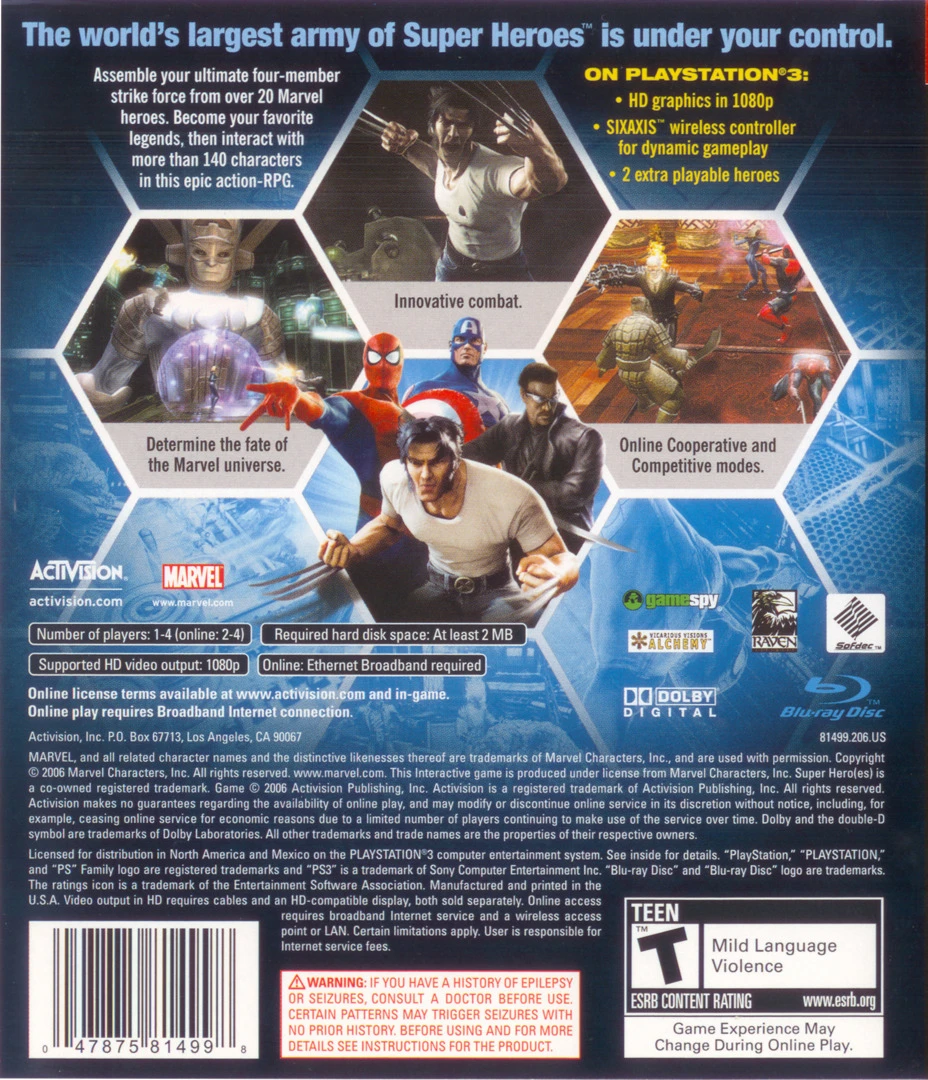 The world's largest army of Super Heroes™ is under your control.
Assemble your ultimate four-member
strike force from over 20 Marvel
heroes. Become your favorite
legends, then interact with
more than 140 characters
in this epic action-RPG.
ON PLAYSTATION®3:
• HD graphics in 1080p
• SIXAXIS™ wireless controller
for dynamic gameplay
• 2 extra playable heroes
Innovative combat.
Determine the fate of
the Marvel universe.
Online Cooperative and
Competitive modes.
ACTIVISION®
activision.com
MARVEL
www.marvel.com
gamespy
VICARIOUS VISIONS
ALCHEMY™
RAVEN
Sofdec™
Number of players: 1-4 (online: 2-4)
Required hard disk space: At least 2 MB
Supported HD video output: 1080p
Online: Ethernet Broadband required
Online license terms available at www.activision.com and in-game.
Online play requires Broadband Internet connection.
DOLBY
DIGITAL
Blu-ray Disc™
Activision, Inc. P.O. Box 67713, Los Angeles, CA 90067
81499.206.US
MARVEL, and all related character names and the distinctive likenesses thereof are trademarks of Marvel Characters, Inc., and are used with permission. Copyright
© 2006 Marvel Characters, Inc. All rights reserved. www.marvel.com. This Interactive game is produced under license from Marvel Characters, Inc. Super Hero(es) is
a co-owned registered trademark. Game © 2006 Activision Publishing, Inc. Activision is a registered trademark of Activision Publishing, Inc. All rights reserved.
Activision makes no guarantees regarding the availability of online play, and may modify or discontinue online service in its discretion without notice, including, for
example, ceasing online service for economic reasons due to a limited number of players continuing to make use of the service over time. Dolby and the double-D
symbol are trademarks of Dolby Laboratories. All other trademarks and trade names are the properties of their respective owners.
Licensed for distribution in North America and Mexico on the PLAYSTATION®3 computer entertainment system. See inside for details. “PlayStation,” “PLAYSTATION,”
and “PS” Family logo are registered trademarks and “PS3” is a trademark of Sony Computer Entertainment Inc. “Blu-ray Disc” and “Blu-ray Disc” logo are trademarks.
The ratings icon is a trademark of the Entertainment Software Association. Manufactured and printed in the
U.S.A. Video output in HD requires cables and an HD-compatible display, both sold separately. Online access
requires broadband Internet service and a wireless access
point or LAN. Certain limitations apply. User is responsible for
Internet service fees.
0 47875 81499 8
WARNING: IF YOU HAVE A HISTORY OF EPILEPSY
OR SEIZURES, CONSULT A DOCTOR BEFORE USE.
CERTAIN PATTERNS MAY TRIGGER SEIZURES WITH
NO PRIOR HISTORY. BEFORE USING AND FOR MORE
DETAILS SEE INSTRUCTIONS FOR THE PRODUCT.
TEEN
T™
Mild Language
Violence
ESRB CONTENT RATING www.esrb.org
Game Experience May
Change During Online Play.